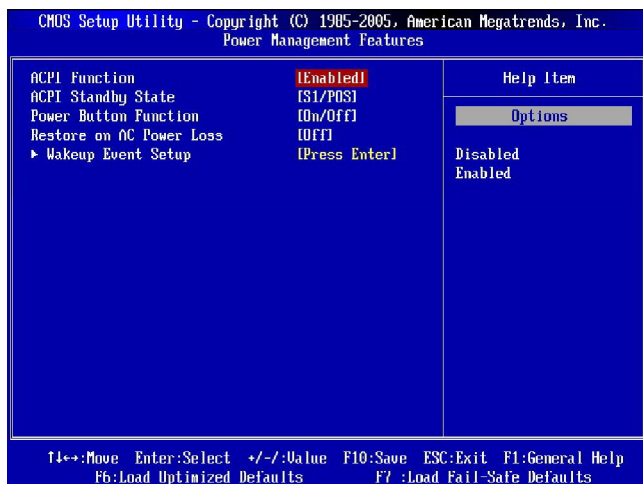 CMOS Setup Utility - Copyright (C) 1985-2005, American Megatrends, Inc.
Power Management Features
ACPI Function [Enabled]
ACPI Standby State [S1/POS]
Power Button Function [On/Off]
Restore on AC Power Loss [Off]
► Wakeup Event Setup [Press Enter]
Help Item
Options
Disabled
Enabled
↑↓←→:Move Enter:Select +/-/:Value F10:Save ESC:Exit F1:General Help
F6:Load Optimized Defaults F7 :Load Fail-Safe Defaults